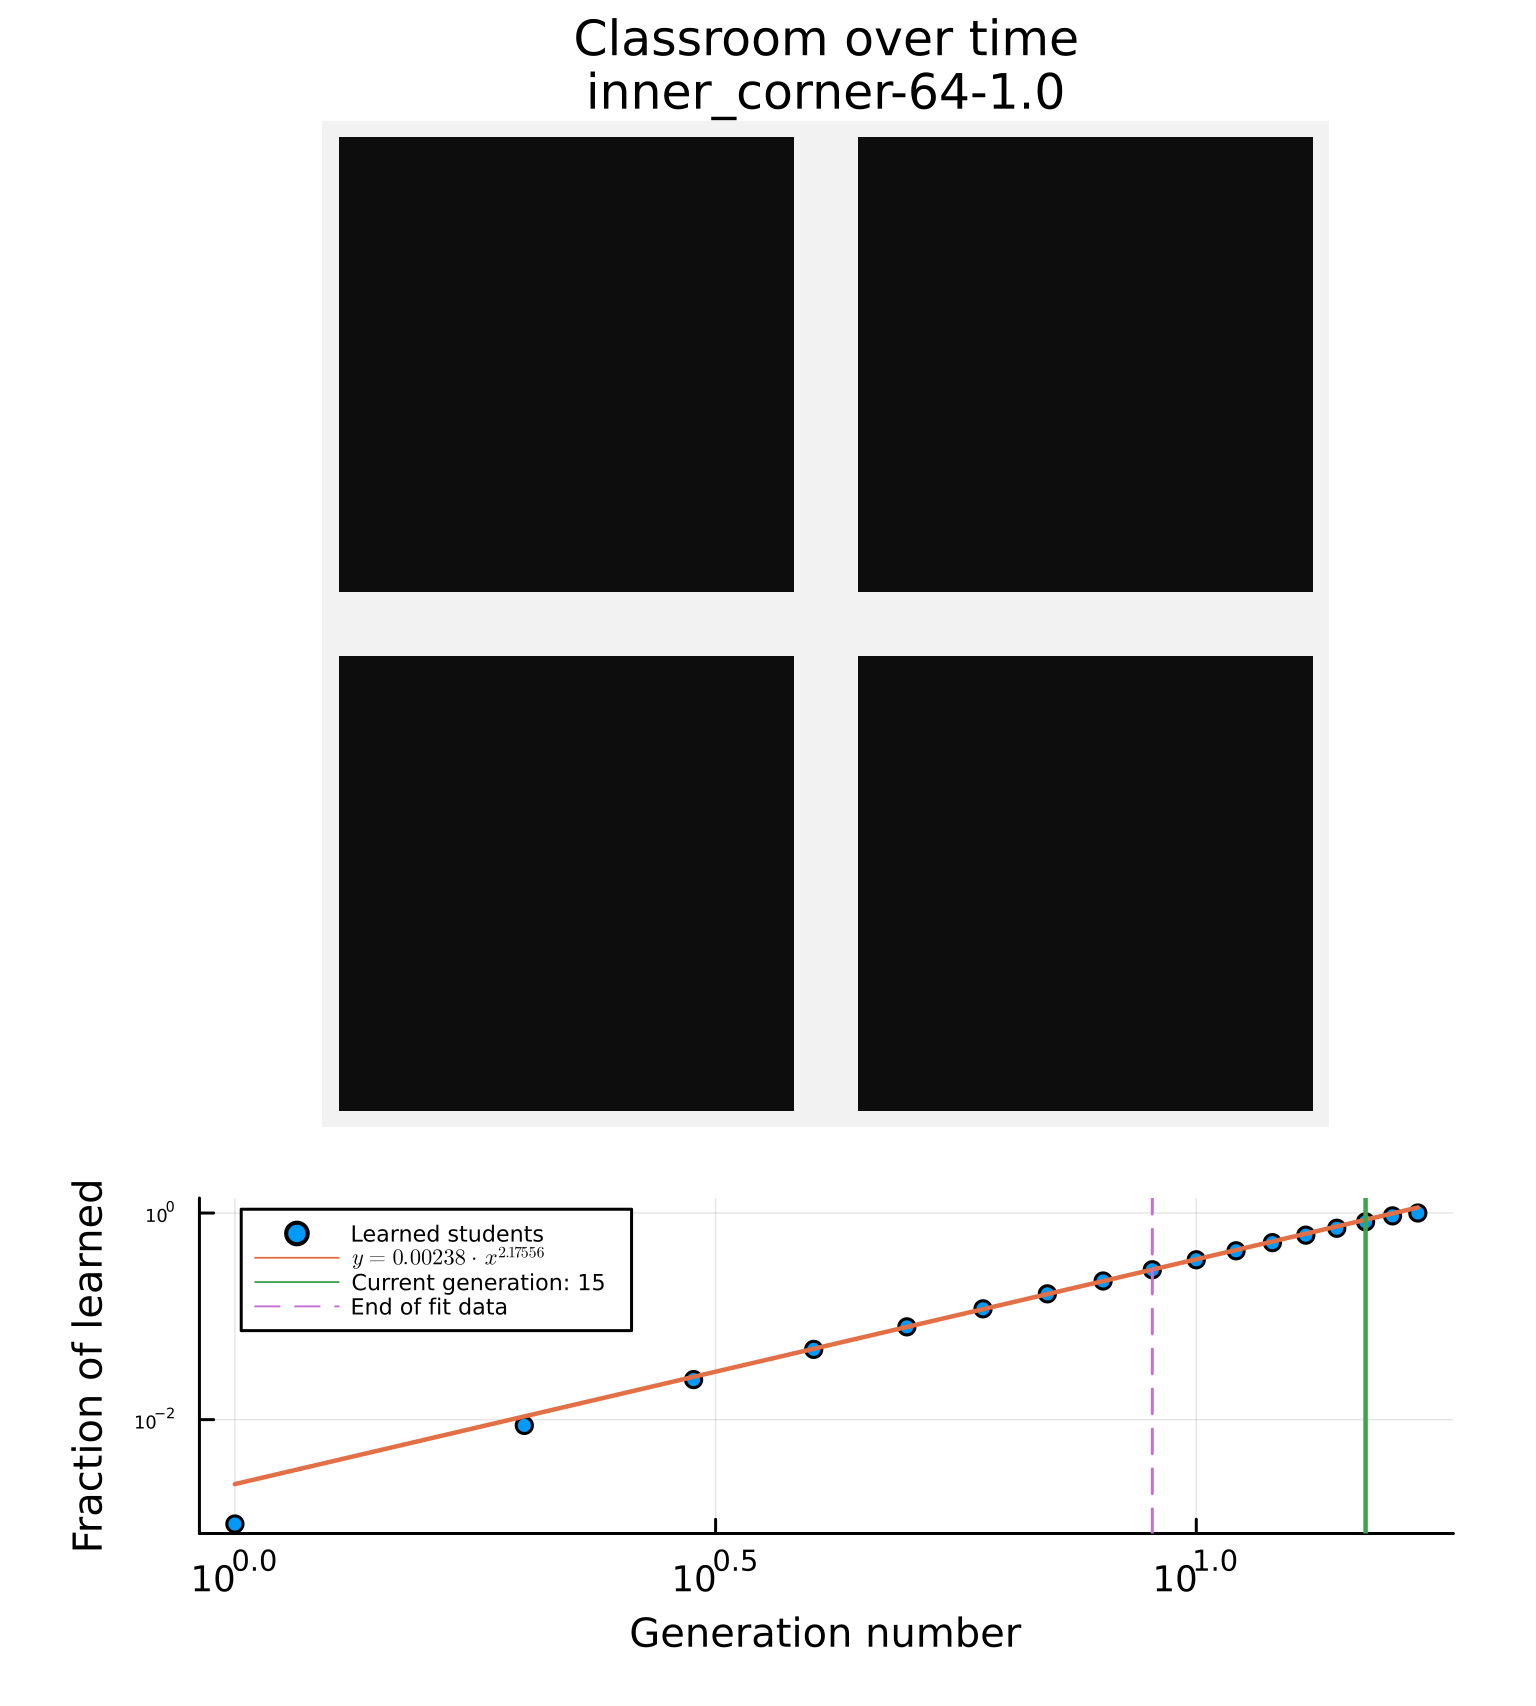 Classroom over time
inner_corner-64-1.0
Fraction of learned
10^0
10^−2
Learned students
y = 0.00238 · x^2.17556
Current generation: 15
End of fit data
10^0.0 10^0.5 10^1.0
Generation number